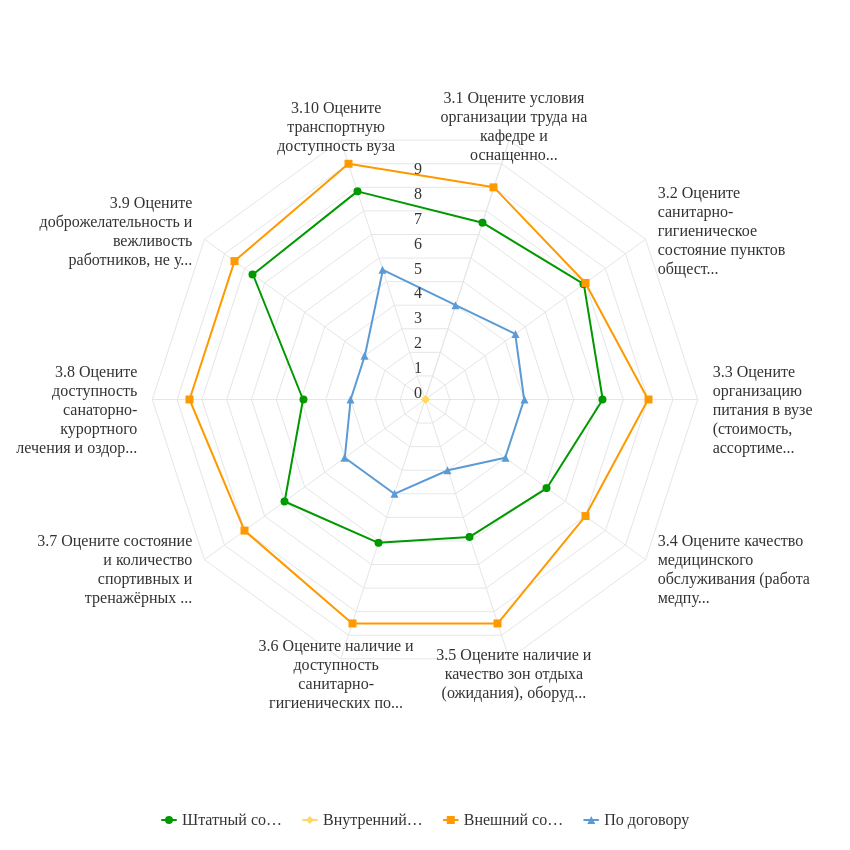 3.1 Оцените условия
организации труда на
кафедре и
оснащенно...
3.2 Оцените
санитарно-
гигиеническое
состояние пунктов
общест...
3.3 Оцените
организацию
питания в вузе
(стоимость,
ассортиме...
3.4 Оцените качество
медицинского
обслуживания (работа
медпу...
3.5 Оцените наличие и
качество зон отдыха
(ожидания), оборуд...
3.6 Оцените наличие и
доступность
санитарно-
гигиенических по...
3.7 Оцените состояние
и количество
спортивных и
тренажёрных ...
3.8 Оцените
доступность
санаторно-
курортного
лечения и оздор...
3.9 Оцените
доброжелательность и
вежливость
работников, не у...
3.10 Оцените
транспортную
доступность вуза
9
8
7
6
5
4
3
2
1
0
Штатный со… Внутренний… Внешний со… По договору